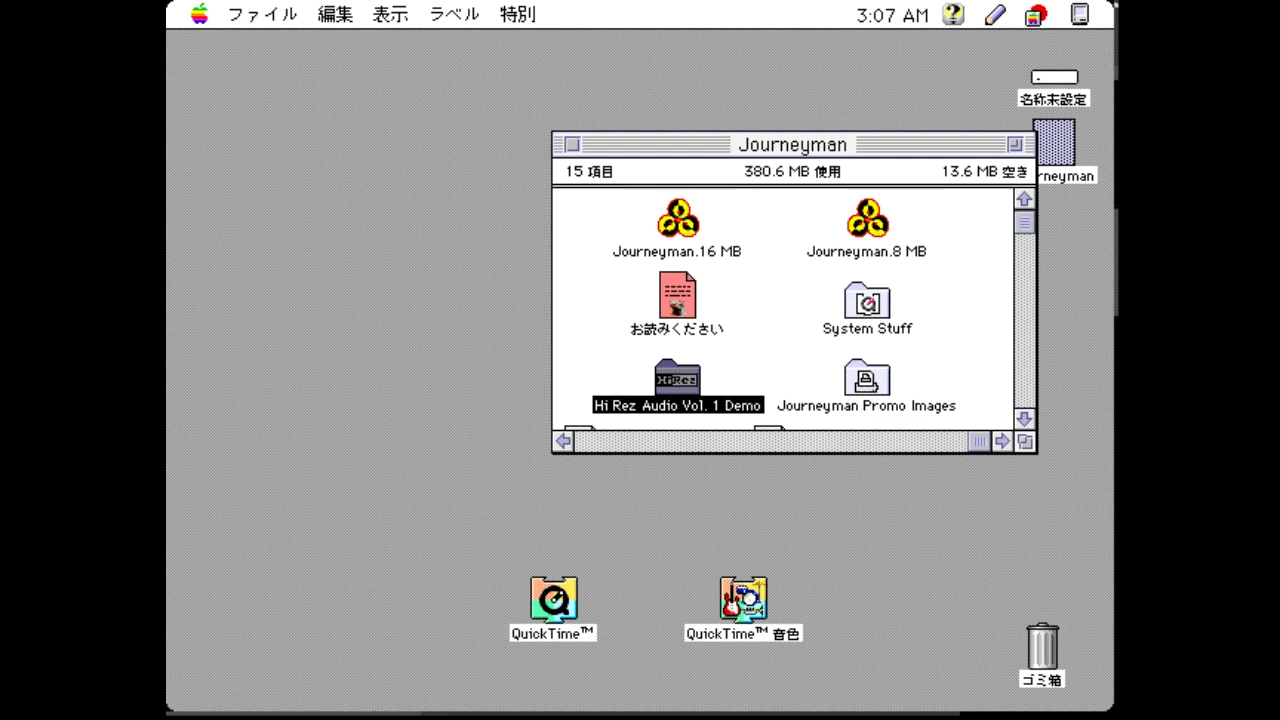 ファイル 編集 表示 ラベル 特別 3:07 AM
名称未設定
Journeyman
rneyman
15 項目 380.6 MB 使用 13.6 MB 空き
Journeyman.16 MB Journeyman.8 MB
お読みください System Stuff
HiRez
Hi Rez Audio Vol. 1 Demo Journeyman Promo Images
QuickTime™ QuickTime™ 音色
ゴミ箱